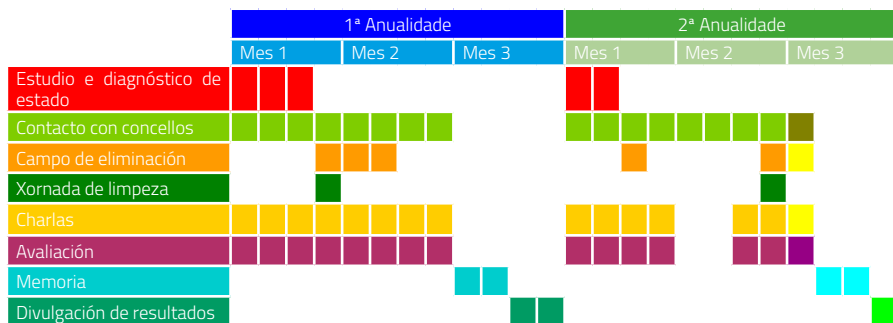 1ª Anualidade 2ª Anualidade
Mes 1 Mes 2 Mes 3 Mes 1 Mes 2 Mes 3
Estudio e diagnóstico de
estado
Contacto con concellos
Campo de eliminación
Xornada de limpeza
Charlas
Avaliación
Memoria
Divulgación de resultados